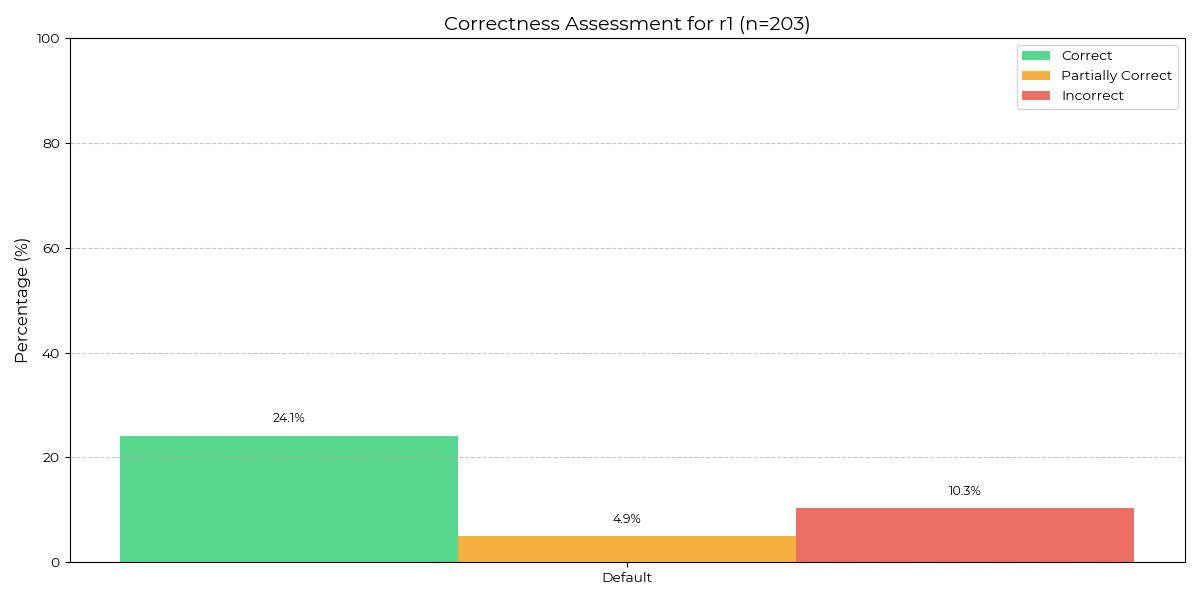 Correctness Assessment for r1 (n=203)
100
80
60
40
20
0
Percentage (%)
Correct
Partially Correct
Incorrect
24.1%
4.9%
10.3%
Default